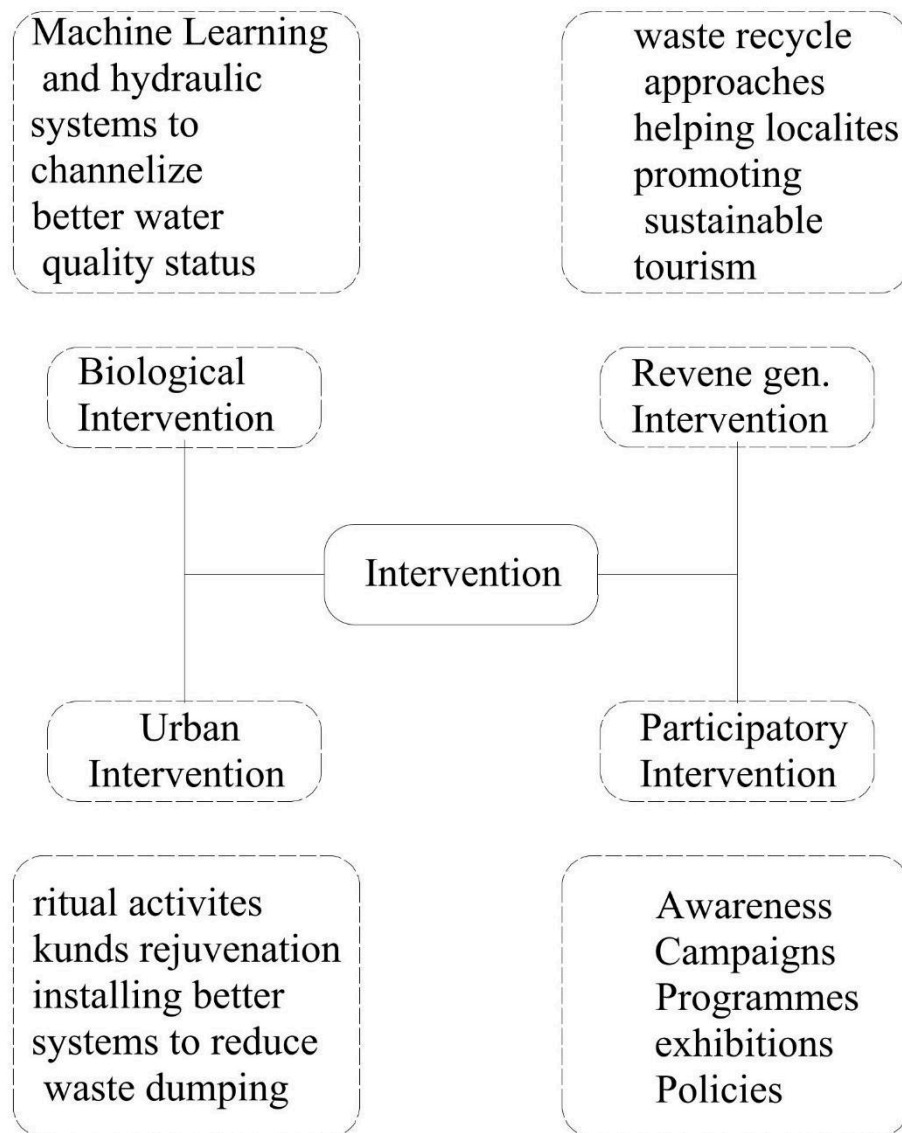 Machine Learning
and hydraulic
systems to
channelize
better water
quality status
waste recycle
approaches
helping localites
promoting
sustainable
tourism
Biological
Intervention
Revene gen.
Intervention
Intervention
Urban
Intervention
Participatory
Intervention
ritual activites
kunds rejuvenation
installing better
systems to reduce
waste dumping
Awareness
Campaigns
Programmes
exhibitions
Policies